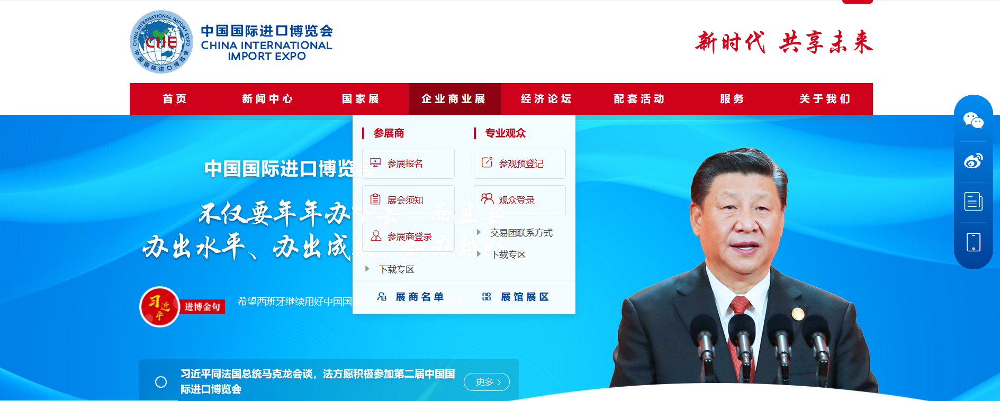 CHINA INTERNATIONAL IMPORT EXPO
CIIE
中国国际进口博览会
中国国际进口博览会
CHINA INTERNATIONAL
IMPORT EXPO
新时代 共享未来
首页 新闻中心 国家展 企业商业展 经济论坛 配套活动 服务 关于我们
参展商 专业观众
参展报名 参观预登记
展会须知 观众登录
参展商登录 交易团联系方式
下载专区
下载专区
展商名单 展馆展区
中国国际进口博览会
不仅要年年办下去，而且要
办出水平、办出成效、越办越好
习近平
进博金句
希望西班牙继续用好中国国际进
习近平同法国总统马克龙会谈，法方愿积极参加第二届中国国
际进口博览会
更多